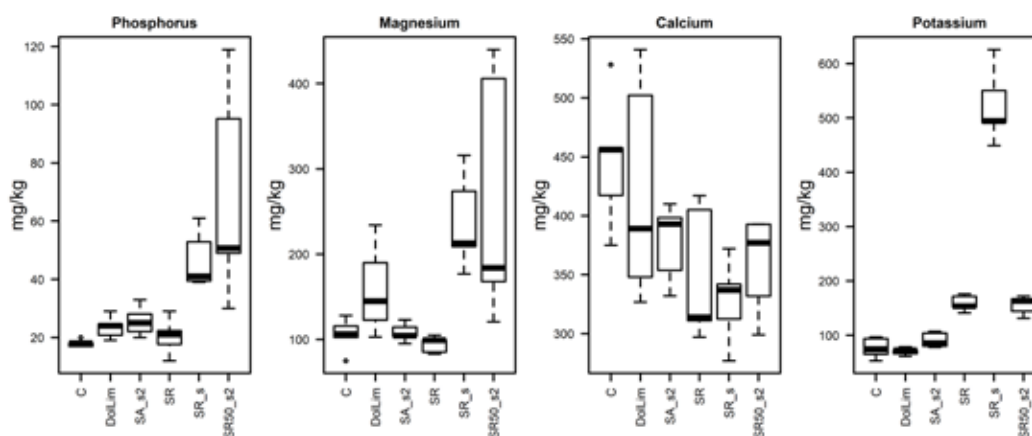 Phosphorus
mg/kg
120
100
80
60
40
20
C
DolLim
SA_s2
SR
SR_s
SR50_s2
Magnesium
mg/kg
400
300
200
100
C
DolLim
SA_s2
SR
SR_s
SR50_s2
Calcium
mg/kg
550
500
450
400
350
300
C
DolLim
SA_s2
SR
SR_s
SR50_s2
Potassium
mg/kg
600
500
400
300
200
100
C
DolLim
SA_s2
SR
SR_s
SR50_s2